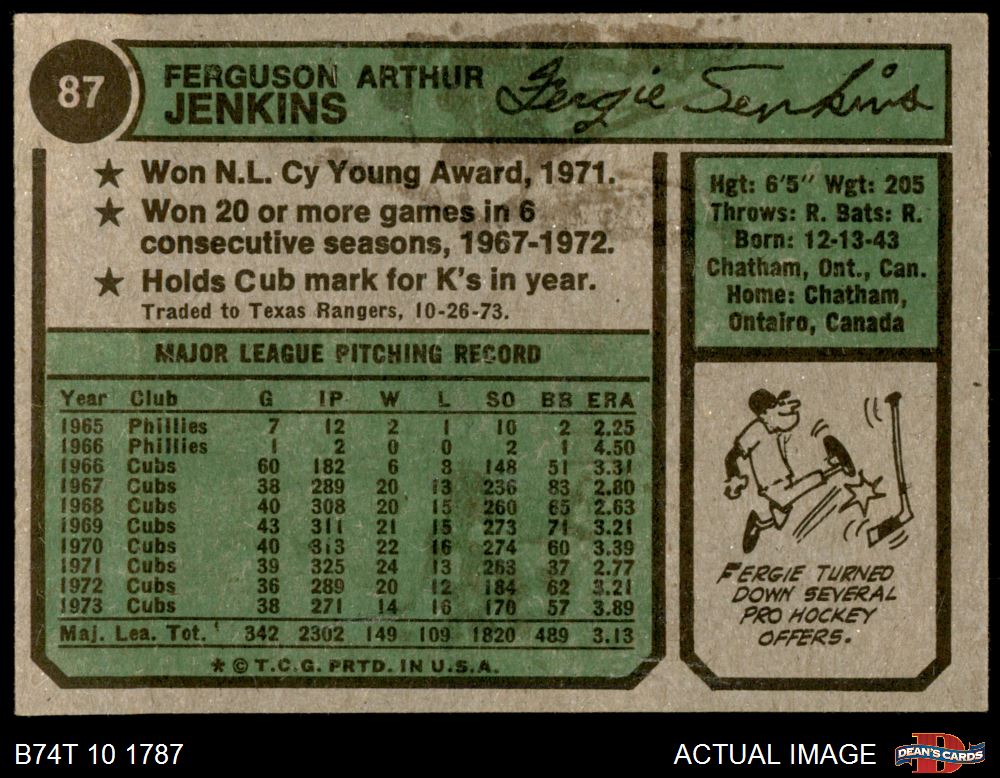 87
FERGUSON ARTHUR
JENKINS
Fergie Jenkins
★ Won N.L. Cy Young Award, 1971.
★ Won 20 or more games in 6
consecutive seasons, 1967-1972.
★ Holds Cub mark for K's in year.
Traded to Texas Rangers, 10-26-73.
MAJOR LEAGUE PITCHING RECORD
Year Club G IP W L SO BB ERA
1965 Phillies 7 12 2 1 10 2 2.25
1966 Phillies 1 2 0 0 2 1 4.50
1966 Cubs 60 182 6 8 148 51 3.31
1967 Cubs 38 289 20 13 236 83 2.80
1968 Cubs 40 308 20 15 260 65 2.63
1969 Cubs 43 311 21 15 273 71 3.21
1970 Cubs 40 313 22 16 274 60 3.39
1971 Cubs 39 325 24 13 263 37 2.77
1972 Cubs 36 289 20 12 184 62 3.21
1973 Cubs 38 271 14 16 170 57 3.89
Maj. Lea. Tot. 342 2302 149 109 1820 489 3.13
* © T.C.G. PRTD. IN U.S.A.
Hgt: 6'5" Wgt: 205
Throws: R. Bats: R.
Born: 12-13-43
Chatham, Ont., Can.
Home: Chatham,
Ontairo, Canada
FERGIE TURNED
DOWN SEVERAL
PRO HOCKEY
OFFERS.
B74T 10 1787
ACTUAL IMAGE
DEAN'S CARDS